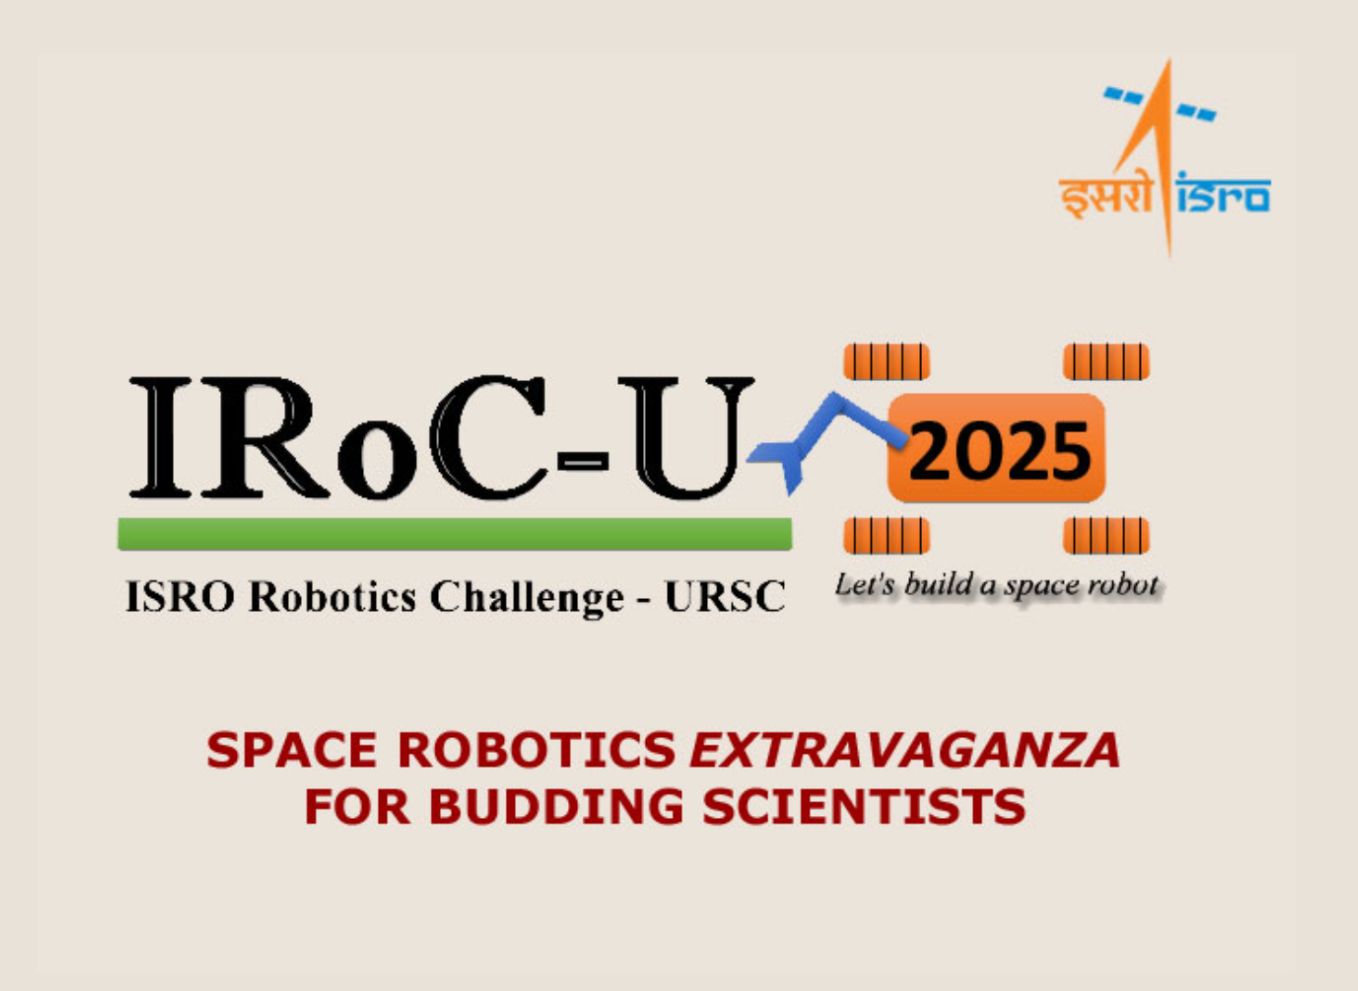 इसरो isro
IRoC-U 2025
ISRO Robotics Challenge - URSC
Let's build a space robot
SPACE ROBOTICS EXTRAVAGANZA
FOR BUDDING SCIENTISTS